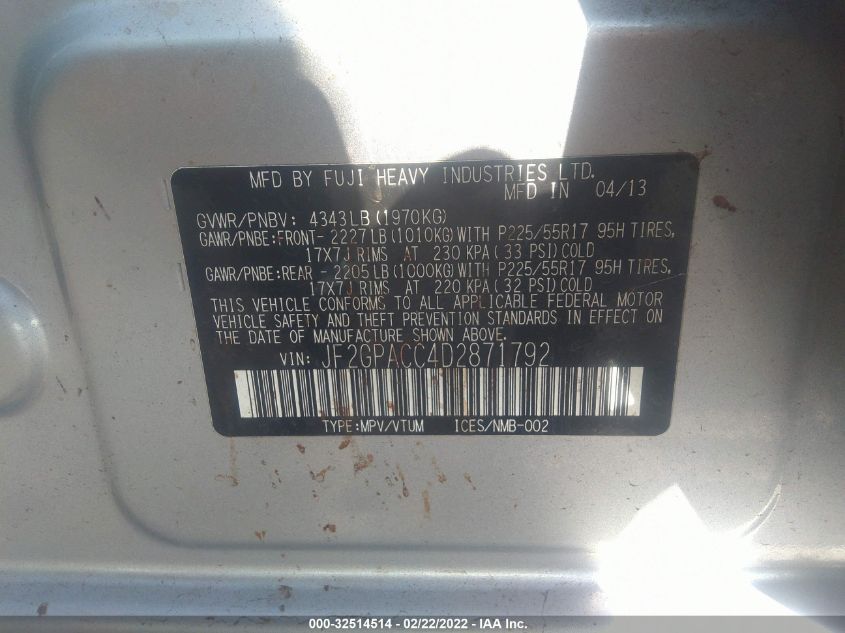 MFD BY FUJI HEAVY INDUSTRIES LTD.
MFD IN 04/13
GVWR/PNBV: 4343LB(1970KG)
GAWR/PNBE:FRONT- 2227LB(1010KG)WITH P225/55R17 95H TIRES,
17X7J RIMS AT 230 KPA(33 PSI)COLD
GAWR/PNBE:REAR - 2205LB(1000KG)WITH P225/55R17 95H TIRES,
17X7J RIMS AT 220 KPA(32 PSI)COLD
THIS VEHICLE CONFORMS TO ALL APPLICABLE FEDERAL MOTOR
VEHICLE SAFETY AND THEFT PREVENTION STANDARDS IN EFFECT ON
THE DATE OF MANUFACTURE SHOWN ABOVE.
VIN: JF2GPACC4D2871792
TYPE:MPV/VTUM ICES/NMB-002
000-32514514 - 02/22/2022 - IAA Inc.